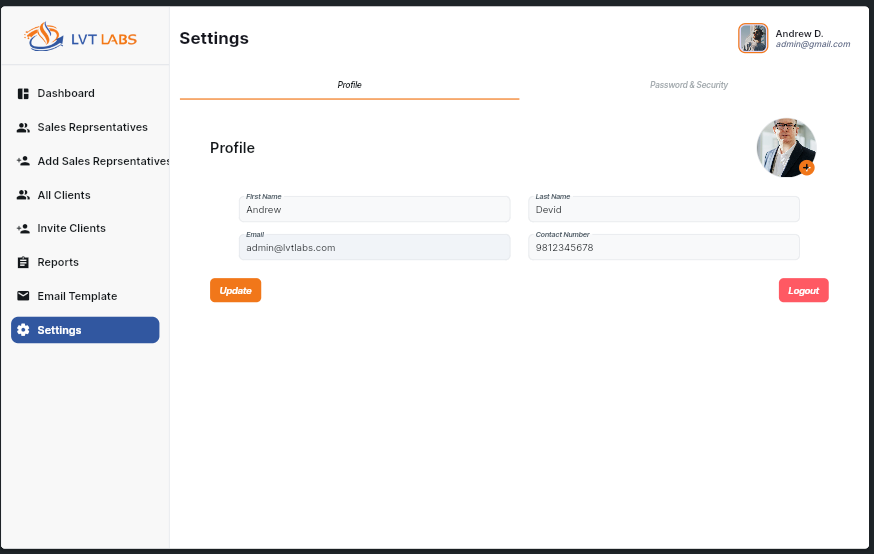 LVT LABS
Settings
Andrew D.
admin@gmail.com
Dashboard
Sales Reprsentatives
Add Sales Reprsentatives
All Clients
Invite Clients
Reports
Email Template
Settings
Profile
Password & Security
Profile
First Name
Andrew
Last Name
Devid
Email
admin@lvtlabs.com
Contact Number
9812345678
Update
Logout